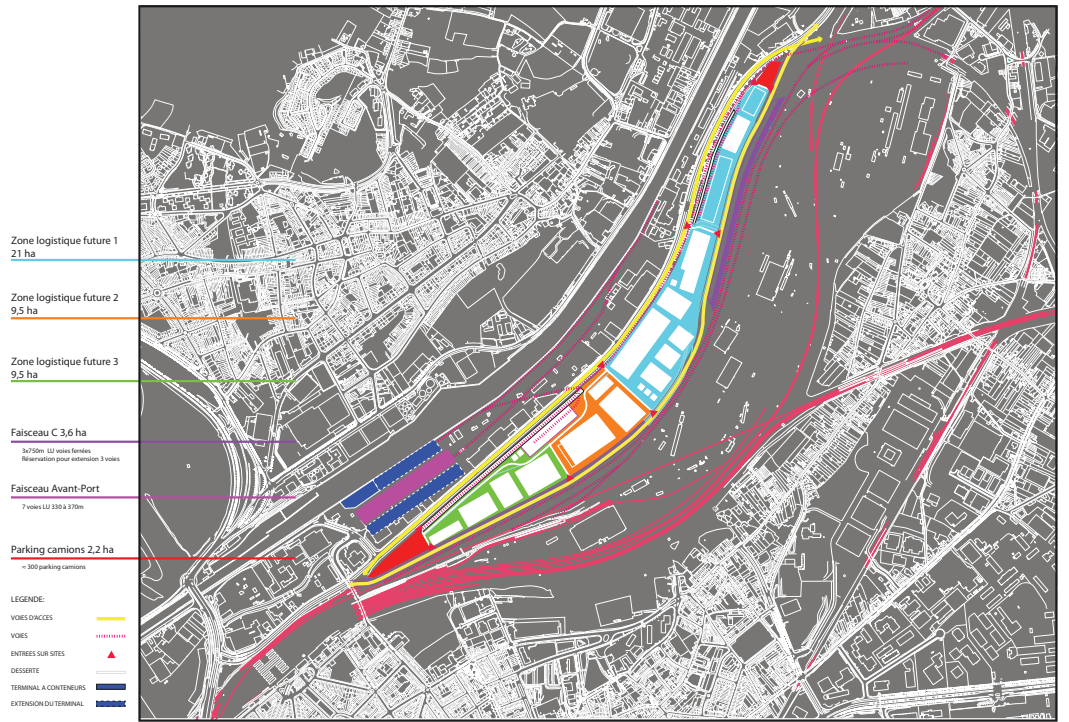 Zone logistique future 1
21 ha
Zone logistique future 2
9,5 ha
Zone logistique future 3
9,5 ha
Faisceau C 3,6 ha
3x750m LU voies ferrées
Réservation pour extension 3 voies
Faisceau Avant-Port
7 voies LU 330 à 370m
Parking camions 2,2 ha
≈ 300 parking camions
LEGENDE:
VOIES D'ACCES
VOIES
ENTREES SUR SITES
DESSERTE
TERMINAL A CONTENEURS
EXTENSION DU TERMINAL